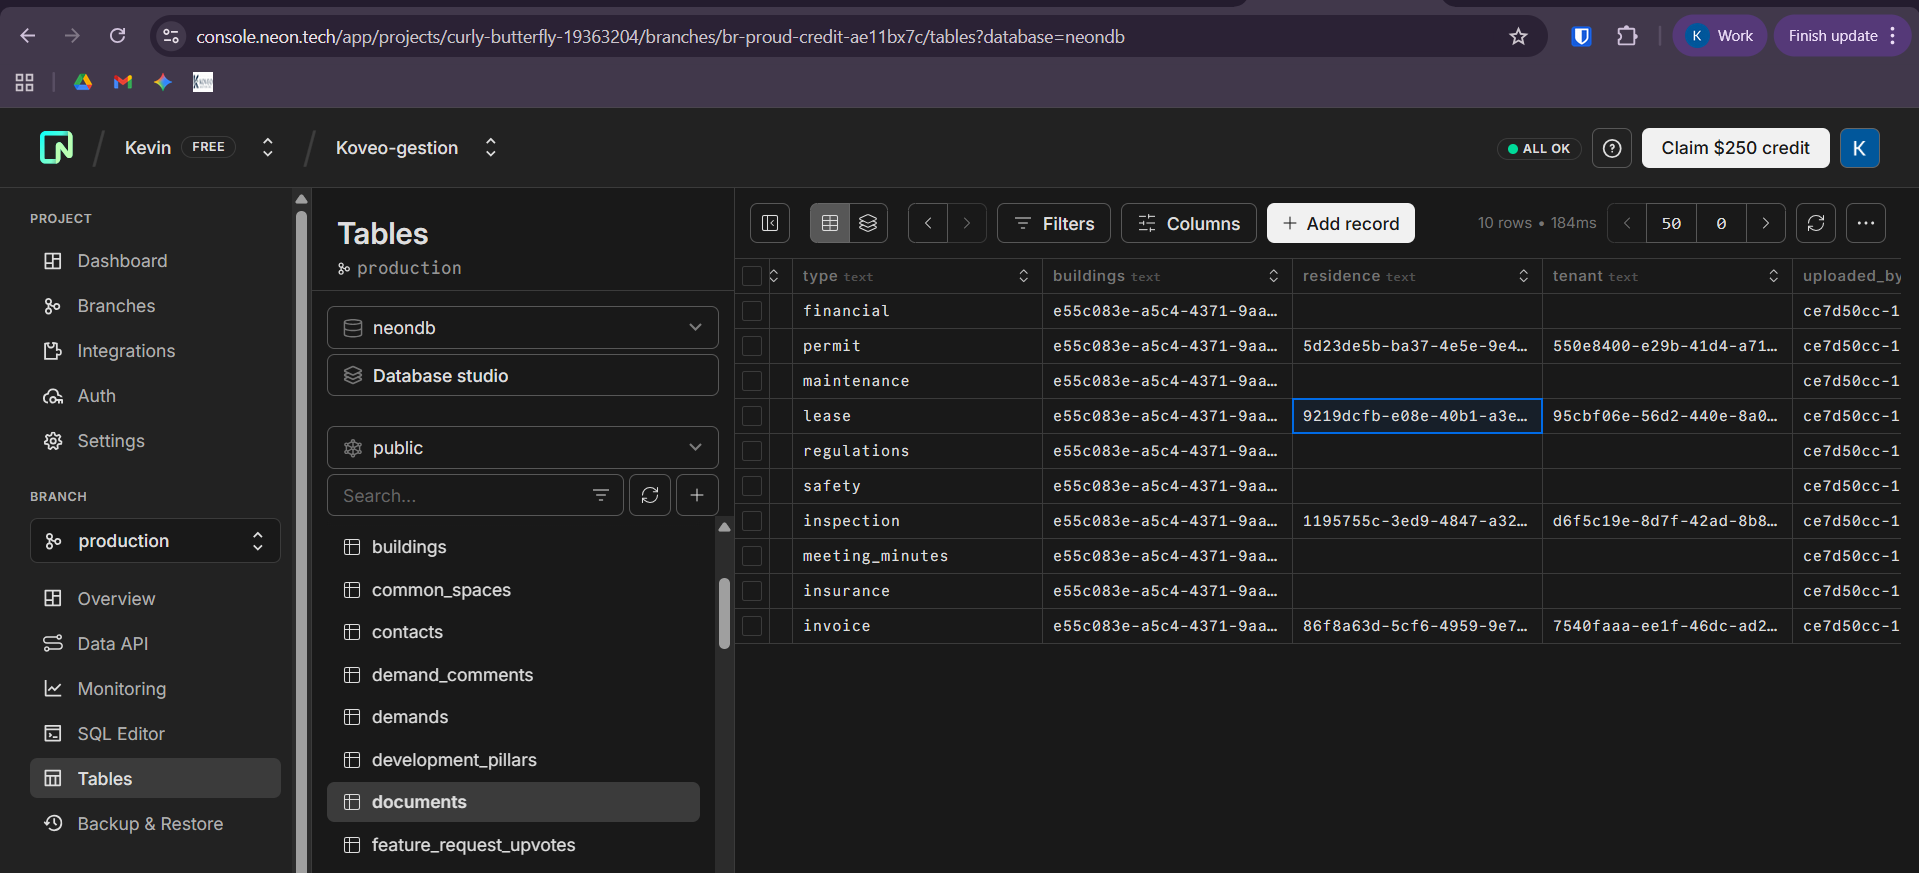 console.neon.tech/app/projects/curly-butterfly-19363204/branches/br-proud-credit-ae11bx7c/tables?database=neondb
K Work
Finish update
Kevin FREE
Koveo-gestion
ALL OK
Claim $250 credit
K
PROJECT
Dashboard
Branches
Integrations
Auth
Settings
BRANCH
production
Overview
Data API
Monitoring
SQL Editor
Tables
Backup & Restore
Tables
production
neondb
Database studio
public
Search...
buildings
common_spaces
contacts
demand_comments
demands
development_pillars
documents
feature_request_upvotes
Filters
Columns
Add record
10 rows • 184ms
50
0
type text buildings text residence text tenant text uploaded_by
financial e55c083e-a5c4-4371-9aa… ce7d50cc-1
permit e55c083e-a5c4-4371-9aa… 5d23de5b-ba37-4e5e-9e4… 550e8400-e29b-41d4-a71… ce7d50cc-1
maintenance e55c083e-a5c4-4371-9aa… ce7d50cc-1
lease e55c083e-a5c4-4371-9aa… 9219dcfb-e08e-40b1-a3e… 95cbf06e-56d2-440e-8a0… ce7d50cc-1
regulations e55c083e-a5c4-4371-9aa… ce7d50cc-1
safety e55c083e-a5c4-4371-9aa… ce7d50cc-1
inspection e55c083e-a5c4-4371-9aa… 1195755c-3ed9-4847-a32… d6f5c19e-8d7f-42ad-8b8… ce7d50cc-1
meeting_minutes e55c083e-a5c4-4371-9aa… ce7d50cc-1
insurance e55c083e-a5c4-4371-9aa… ce7d50cc-1
invoice e55c083e-a5c4-4371-9aa… 86f8a63d-5cf6-4959-9e7… 7540faaa-ee1f-46dc-ad2… ce7d50cc-1